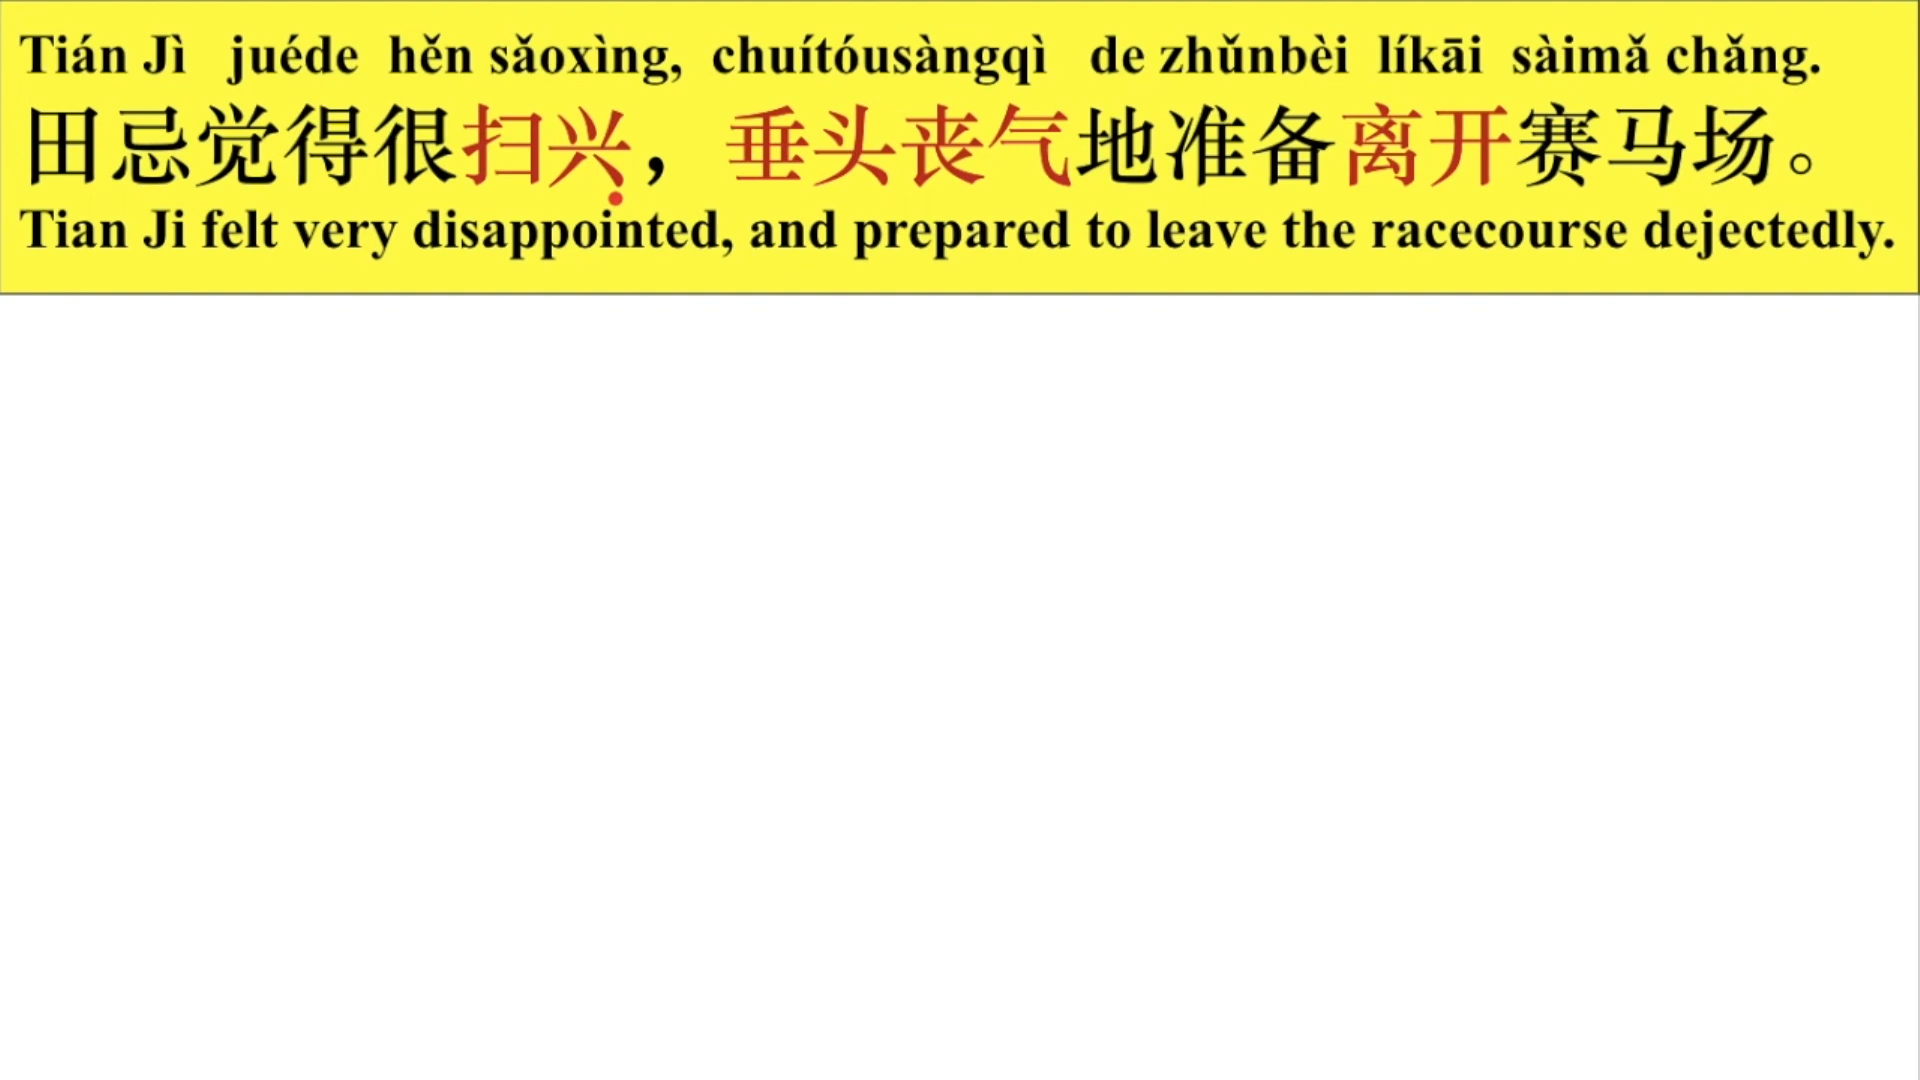 Tián Jì juéde hěn sǎoxìng, chuítóusàngqì de zhǔnbèi líkāi sàimǎ chǎng.
田忌觉得很扫兴，垂头丧气地准备离开赛马场。
Tian Ji felt very disappointed, and prepared to leave the racecourse dejectedly.